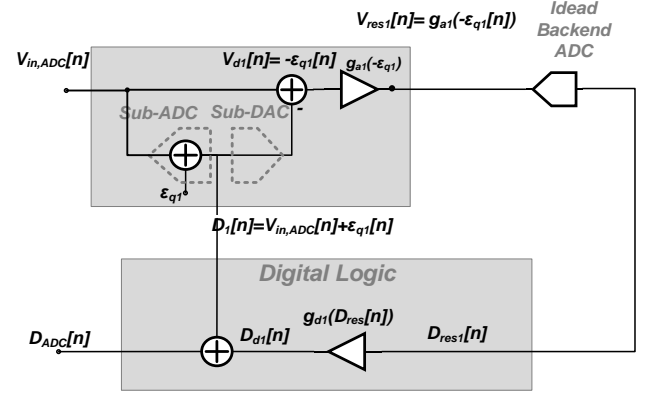 V_res1[n]= g_a1(-ε_q1[n])
Idead
Backend
ADC
V_in,ADC[n]
V_d1[n]= -ε_q1[n]
g_a1(-ε_q1)
-
Sub-ADC
Sub-DAC
ε_q1
D_1[n]=V_in,ADC[n]+ε_q1[n]
Digital Logic
g_d1(D_res[n])
D_ADC[n]
D_d1[n]
D_res1[n]